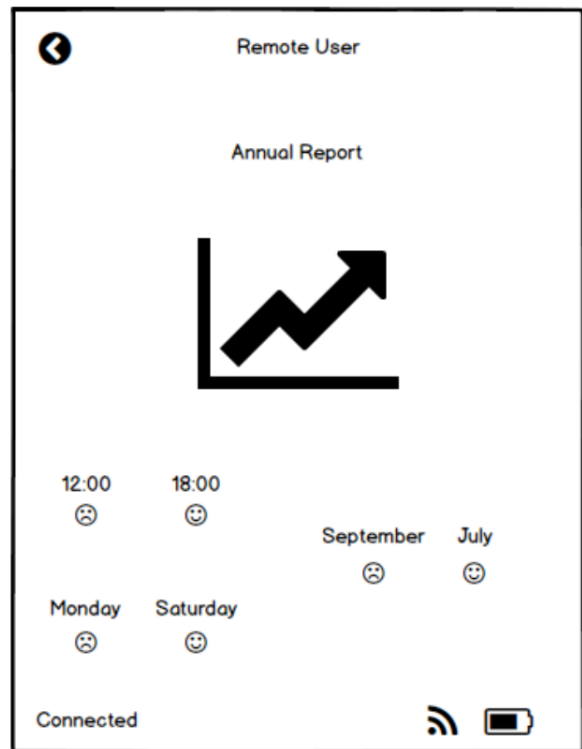 Remote User
Annual Report
12:00 18:00
September July
Monday Saturday
Connected